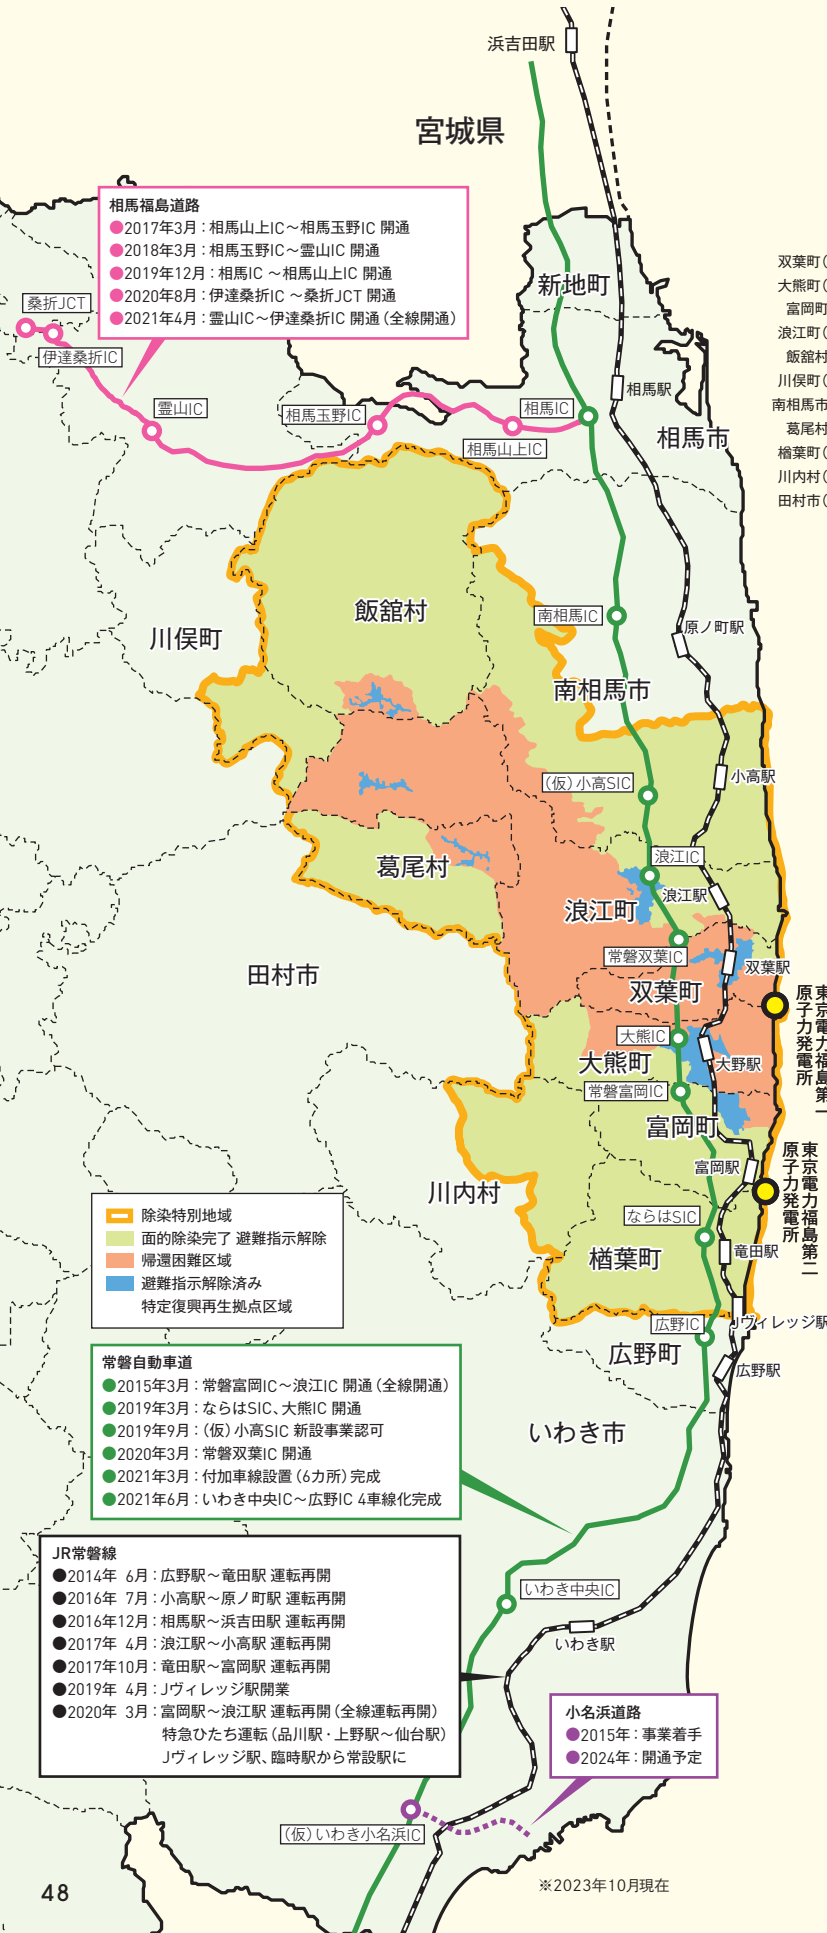 浜吉田駅
宮城県
相馬福島道路
●2017年3月：相馬山上IC～相馬玉野IC 開通
●2018年3月：相馬玉野IC～霊山IC 開通
●2019年12月：相馬IC ～相馬山上IC 開通
●2020年8月：伊達桑折IC ～桑折JCT 開通
●2021年4月：霊山IC～伊達桑折IC 開通（全線開通）
新地町
双葉町（
大熊町（
富岡町
浪江町（
飯舘村
川俣町（
南相馬市
葛尾村
楢葉町（
川内村（
田村市（
桑折JCT
伊達桑折IC
霊山IC
相馬玉野IC
相馬IC
相馬駅
相馬山上IC
相馬市
飯舘村
南相馬IC
川俣町
原ノ町駅
南相馬市
小高駅
（仮）小高SIC
葛尾村
浪江IC
浪江駅
浪江町
常磐双葉IC
双葉駅
田村市
双葉町
東京電力福島第一
原子力発電所
大熊IC
大熊町
大野駅
常磐富岡IC
富岡町
富岡駅
東京電力福島第二
原子力発電所
川内村
ならはSIC
竜田駅
楢葉町
除染特別地域
面的除染完了 避難指示解除
帰還困難区域
避難指示解除済み
特定復興再生拠点区域
広野IC
Jヴィレッジ駅
広野町
広野駅
常磐自動車道
●2015年3月：常磐富岡IC～浪江IC 開通（全線開通）
●2019年3月：ならはSIC、大熊IC 開通
●2019年9月：（仮）小高SIC 新設事業認可
●2020年3月：常磐双葉IC 開通
●2021年3月：付加車線設置（6カ所）完成
●2021年6月：いわき中央IC～広野IC 4車線化完成
いわき市
JR常磐線
●2014年 6月：広野駅～竜田駅 運転再開
●2016年 7月：小高駅～原ノ町駅 運転再開
●2016年12月：相馬駅～浜吉田駅 運転再開
●2017年 4月：浪江駅～小高駅 運転再開
●2017年10月：竜田駅～富岡駅 運転再開
●2019年 4月：Jヴィレッジ駅開業
●2020年 3月：富岡駅～浪江駅 運転再開（全線運転再開）
特急ひたち運転（品川駅・上野駅～仙台駅）
Jヴィレッジ駅、臨時駅から常設駅に
いわき中央IC
いわき駅
小名浜道路
●2015年：事業着手
●2024年：開通予定
（仮）いわき小名浜IC
48
※2023年10月現在